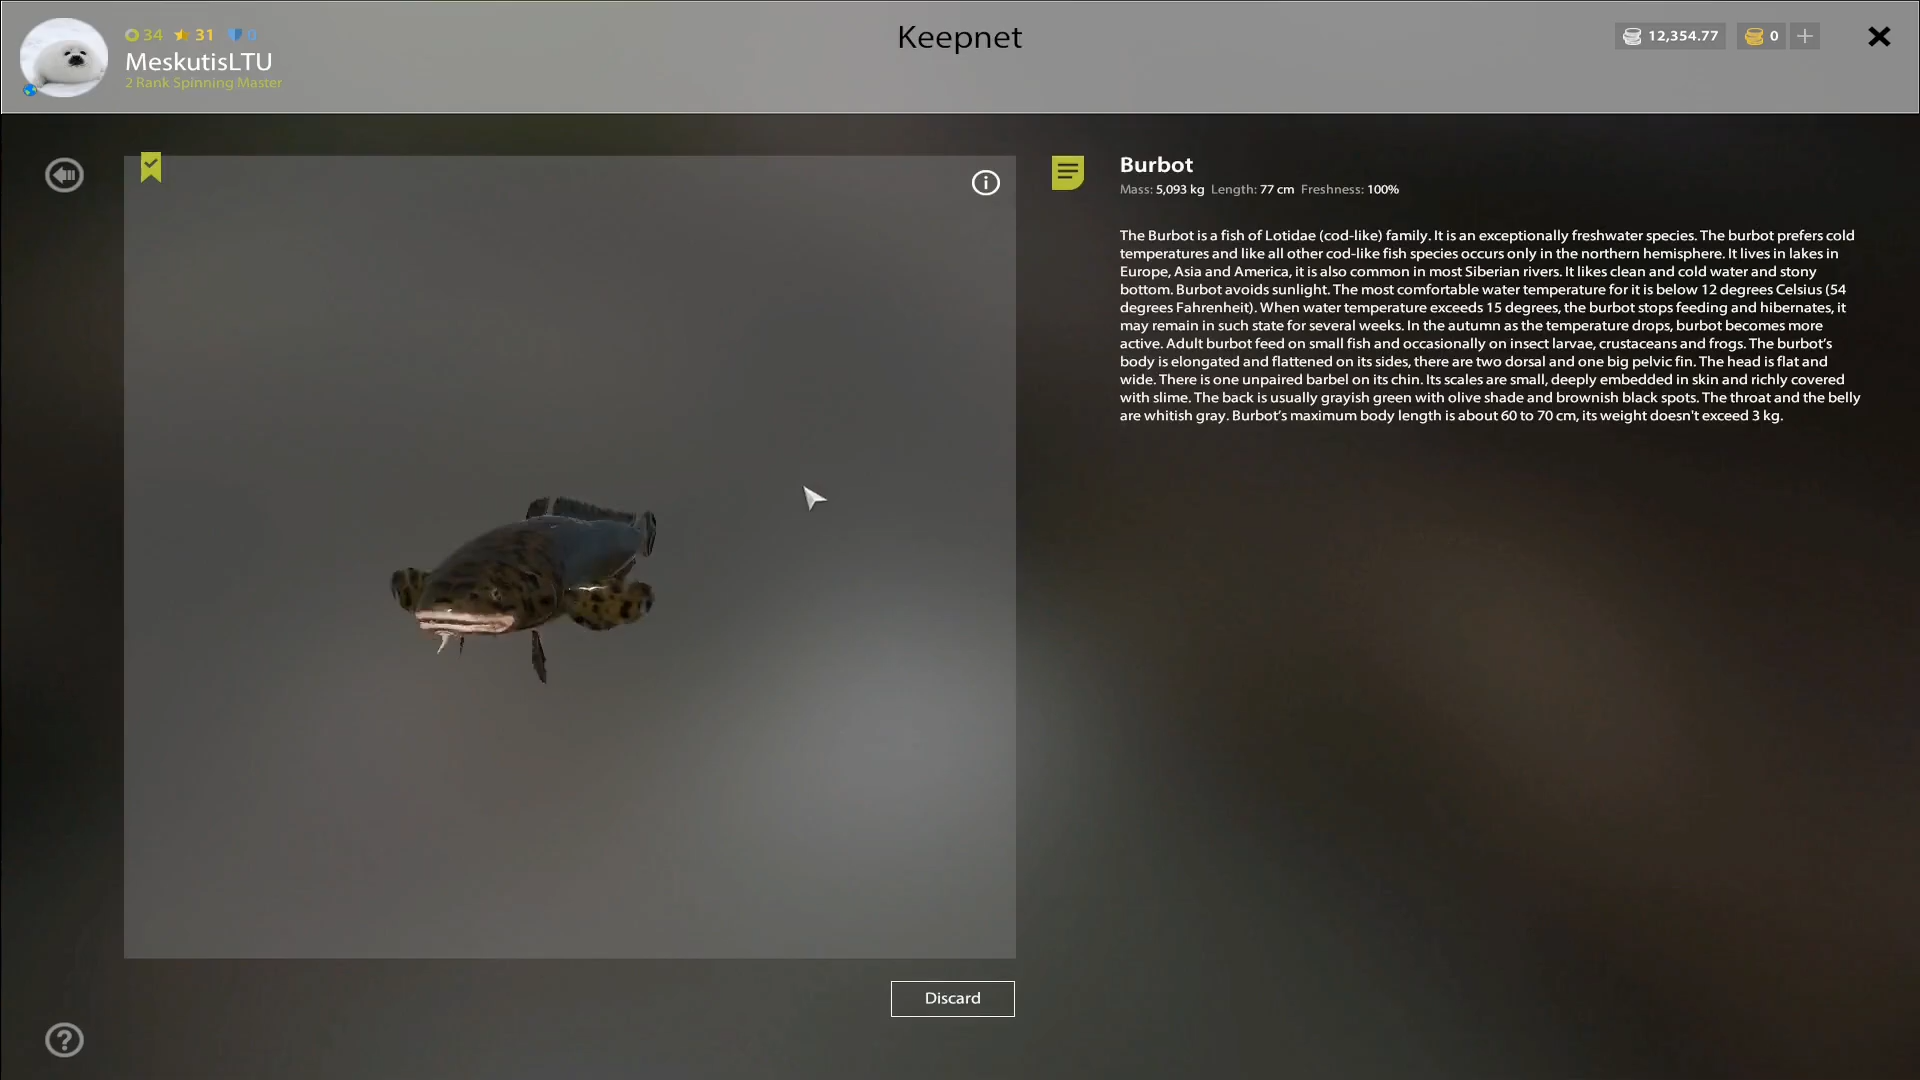 34 31 0
MeskutisLTU
2 Rank Spinning Master
Keepnet
12,354.77 0
Burbot
Mass: 5,093 kg Length: 77 cm Freshness: 100%
The Burbot is a fish of Lotidae (cod-like) family. It is an exceptionally freshwater species. The burbot prefers cold
temperatures and like all other cod-like fish species occurs only in the northern hemisphere. It lives in lakes in
Europe, Asia and America, it is also common in most Siberian rivers. It likes clean and cold water and stony
bottom. Burbot avoids sunlight. The most comfortable water temperature for it is below 12 degrees Celsius (54
degrees Fahrenheit). When water temperature exceeds 15 degrees, the burbot stops feeding and hibernates, it
may remain in such state for several weeks. In the autumn as the temperature drops, burbot becomes more
active. Adult burbot feed on small fish and occasionally on insect larvae, crustaceans and frogs. The burbot’s
body is elongated and flattened on its sides, there are two dorsal and one big pelvic fin. The head is flat and
wide. There is one unpaired barbel on its chin. Its scales are small, deeply embedded in skin and richly covered
with slime. The back is usually grayish green with olive shade and brownish black spots. The throat and the belly
are whitish gray. Burbot’s maximum body length is about 60 to 70 cm, its weight doesn't exceed 3 kg.
Discard